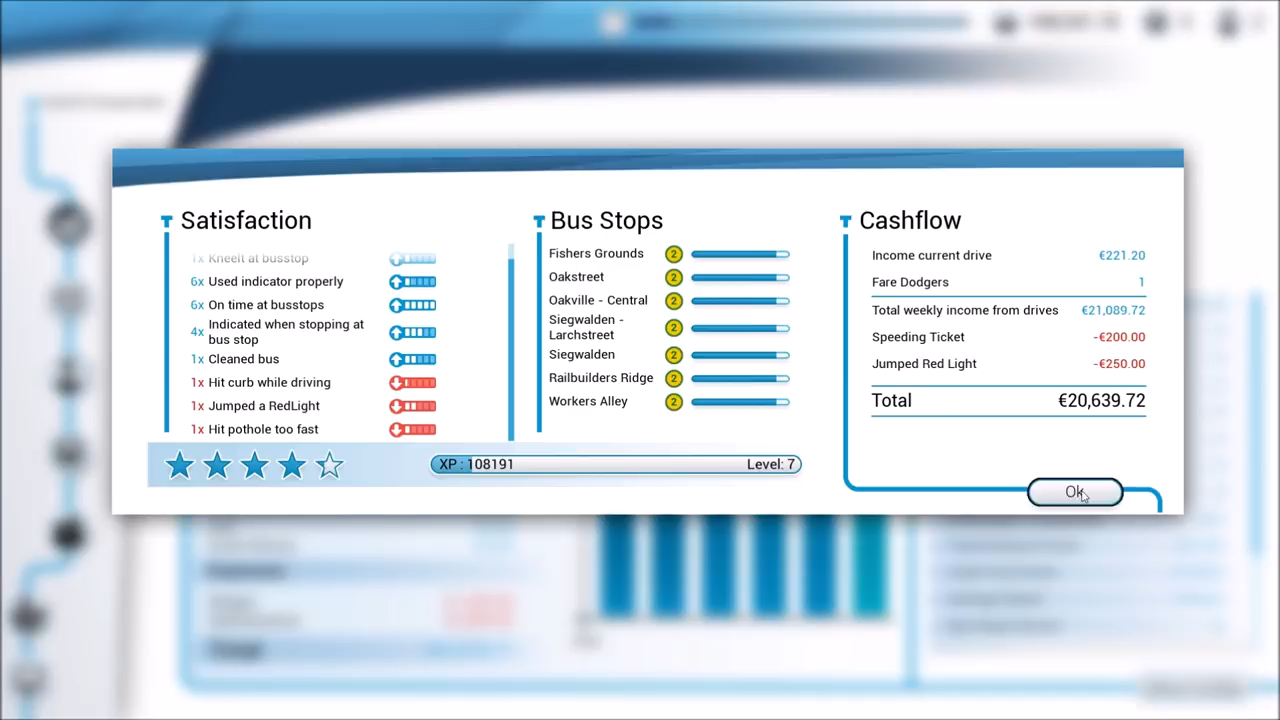 Satisfaction
1x Kneelt at busstop
6x Used indicator properly
6x On time at busstops
4x Indicated when stopping at
bus stop
1x Cleaned bus
1x Hit curb while driving
1x Jumped a RedLight
1x Hit pothole too fast
XP : 108191 Level: 7
Bus Stops
Fishers Grounds 2
Oakstreet 2
Oakville - Central 2
Siegwalden -
Larchstreet 2
Siegwalden 2
Railbuilders Ridge 2
Workers Alley 2
Cashflow
Income current drive €221.20
Fare Dodgers 1
Total weekly income from drives €21,089.72
Speeding Ticket -€200.00
Jumped Red Light -€250.00
Total €20,639.72
Ok